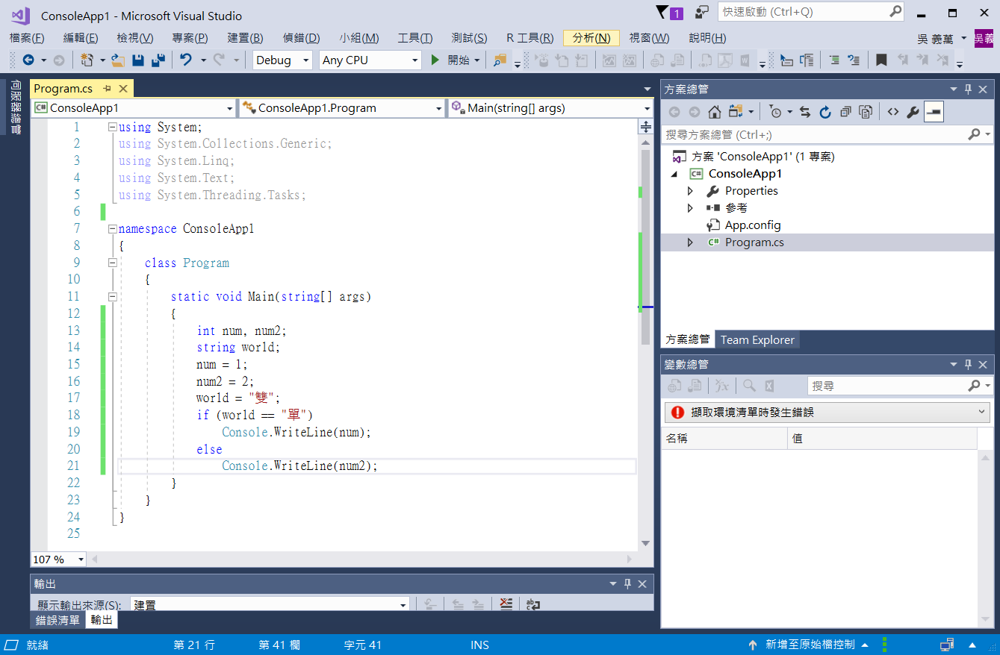 ConsoleApp1 - Microsoft Visual Studio
1
快速啟動 (Ctrl+Q)
檔案(F) 編輯(E) 檢視(V) 專案(P) 建置(B) 偵錯(D) 小組(M) 工具(T) 測試(S) R 工具(R) 分析(N) 視窗(W) 說明(H)
吳 義萬
吳義
Debug Any CPU 開始
伺服器總管
Program.cs
ConsoleApp1 ConsoleApp1.Program Main(string[] args)
1 using System;
2 using System.Collections.Generic;
3 using System.Linq;
4 using System.Text;
5 using System.Threading.Tasks;
6
7 namespace ConsoleApp1
8 {
9 class Program
10 {
11 static void Main(string[] args)
12 {
13 int num, num2;
14 string world;
15 num = 1;
16 num2 = 2;
17 world = "雙";
18 if (world == "單")
19 Console.WriteLine(num);
20 else
21 Console.WriteLine(num2);
22 }
23 }
24 }
25
107 %
輸出
顯示輸出來源(S): 建置
錯誤清單 輸出
方案總管
搜尋方案總管 (Ctrl+;)
方案 'ConsoleApp1' (1 專案)
C# ConsoleApp1
Properties
參考
App.config
C# Program.cs
方案總管 Team Explorer
變數總管
搜尋
擷取環境清單時發生錯誤
名稱 值
就緒 第 21 行 第 41 欄 字元 41 INS 新增至原始檔控制